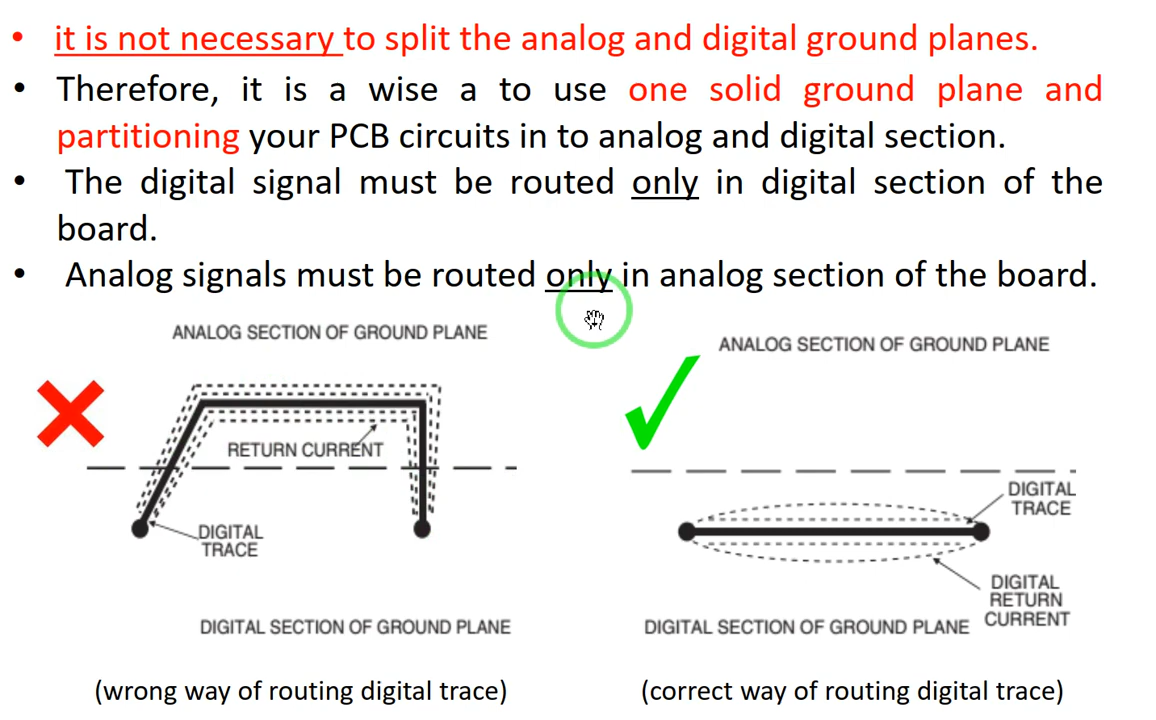 • it is not necessary to split the analog and digital ground planes.
• Therefore, it is a wise a to use one solid ground plane and
partitioning your PCB circuits in to analog and digital section.
• The digital signal must be routed only in digital section of the
board.
• Analog signals must be routed only in analog section of the board.
ANALOG SECTION OF GROUND PLANE
RETURN CURRENT
DIGITAL
TRACE
DIGITAL SECTION OF GROUND PLANE
(wrong way of routing digital trace)
ANALOG SECTION OF GROUND PLANE
DIGITAL
TRACE
DIGITAL
RETURN
CURRENT
DIGITAL SECTION OF GROUND PLANE
(correct way of routing digital trace)